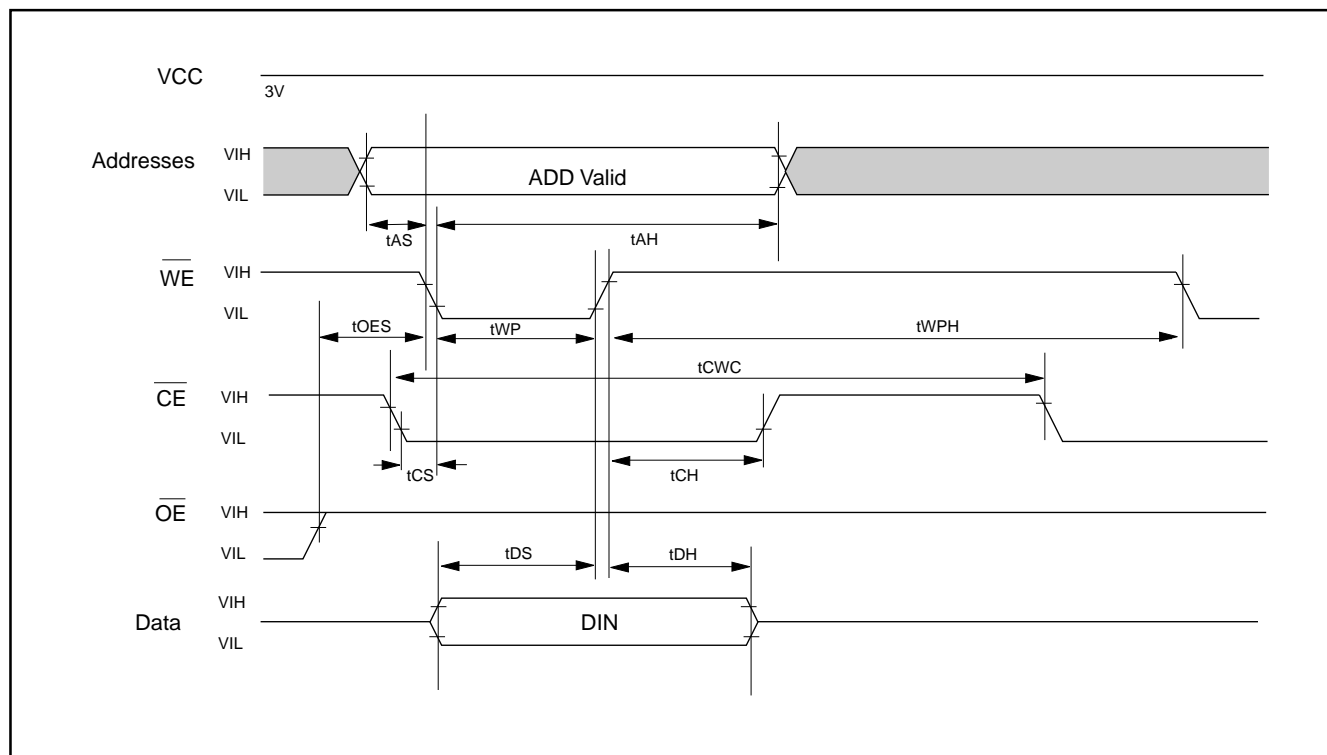 VCC
3V
Addresses
VIH
VIL
ADD Valid
tAS
tAH
WE
VIH
VIL
tOES
tWP
tWPH
tCWC
CE
VIH
VIL
tCS
tCH
OE
VIH
VIL
tDS
tDH
Data
VIH
VIL
DIN